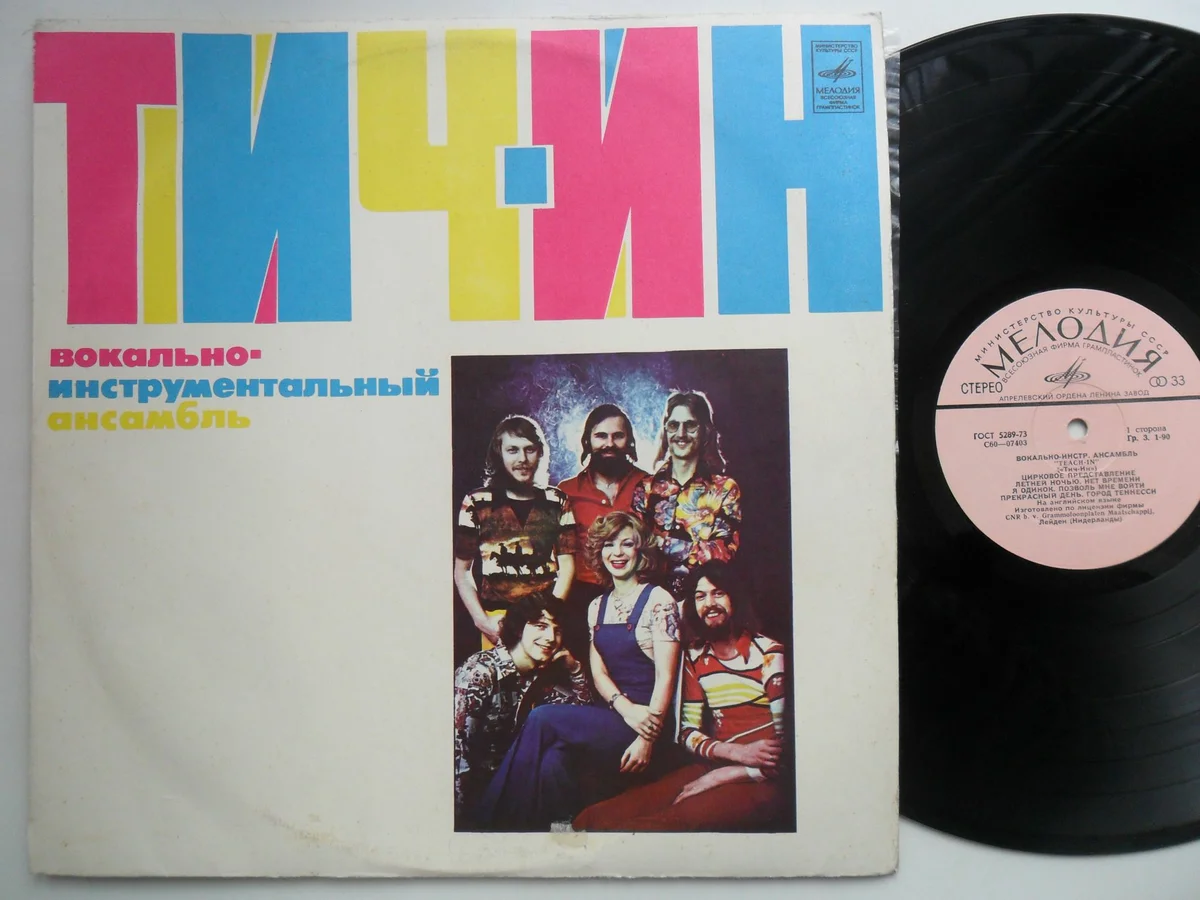 ТИЧ-ИН
МИНИСТЕРСТВО
КУЛЬТУРЫ СССР
МЕЛОДИЯ
ВСЕСОЮЗНАЯ
ФИРМА
ГРАМПЛАСТИНОК
вокально-
инструментальный
ансамбль
МИНИСТЕРСТВО КУЛЬТУРЫ СССР
МЕЛОДИЯ
ВСЕСОЮЗНАЯ ФИРМА ГРАМПЛАСТИНОК
СТЕРЕО
33
АПРЕЛЕВСКИЙ ОРДЕНА ЛЕНИНА ЗАВОД
ГОСТ 5289-73
С60—07403
1 сторона
Гр. 3. 1-90
ВОКАЛЬНО-ИНСТР. АНСАМБЛЬ
"TEACH-IN"
(«Тич-Ин»)
ЦИРКОВОЕ ПРЕДСТАВЛЕНИЕ
ЛЕТНЕЙ НОЧЬЮ. НЕТ ВРЕМЕНИ
Я ОДИНОК. ПОЗВОЛЬ МНЕ ВОЙТИ
ПРЕКРАСНЫЙ ДЕНЬ. ГОРОД ТЕННЕССИ
На английском языке
Изготовлено по лицензии фирмы
CNR b. v. Grammofoonplaten Maatschappij,
Лейден (Нидерланды)